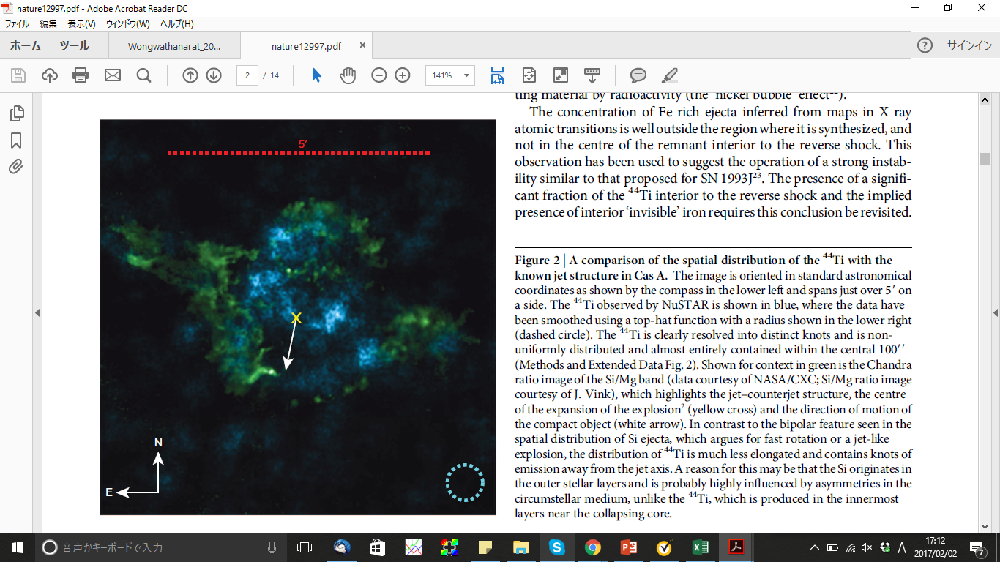 nature12997.pdf - Adobe Acrobat Reader DC
ファイル 編集 表示(V) ウィンドウ(W) ヘルプ(H)
ホーム ツール Wongwathanarat_20... nature12997.pdf × ? サインイン
2 / 14 141%
ting material by radioactivity (the 'nickel bubble' effect).
The concentration of Fe-rich ejecta inferred from maps in X-ray
atomic transitions is well outside the region where it is synthesized, and
not in the centre of the remnant interior to the reverse shock. This
observation has been used to suggest the operation of a strong instab-
ility similar to that proposed for SN 1993J²³. The presence of a signifi-
cant fraction of the ⁴⁴Ti interior to the reverse shock and the implied
presence of interior ‘invisible’ iron requires this conclusion be revisited.
5′
X
N
E
Figure 2 | A comparison of the spatial distribution of the ⁴⁴Ti with the
known jet structure in Cas A. The image is oriented in standard astronomical
coordinates as shown by the compass in the lower left and spans just over 5′ on
a side. The ⁴⁴Ti observed by NuSTAR is shown in blue, where the data have
been smoothed using a top-hat function with a radius shown in the lower right
(dashed circle). The ⁴⁴Ti is clearly resolved into distinct knots and is non-
uniformly distributed and almost entirely contained within the central 100′′
(Methods and Extended Data Fig. 2). Shown for context in green is the Chandra
ratio image of the Si/Mg band (data courtesy of NASA/CXC; Si/Mg ratio image
courtesy of J. Vink), which highlights the jet–counterjet structure, the centre
of the expansion of the explosion² (yellow cross) and the direction of motion of
the compact object (white arrow). In contrast to the bipolar feature seen in the
spatial distribution of Si ejecta, which argues for fast rotation or a jet-like
explosion, the distribution of ⁴⁴Ti is much less elongated and contains knots of
emission away from the jet axis. A reason for this may be that the Si originates in
the outer stellar layers and is probably highly influenced by asymmetries in the
circumstellar medium, unlike the ⁴⁴Ti, which is produced in the innermost
layers near the collapsing core.
音声かキーボードで入力
A 17:12
2017/02/02 7